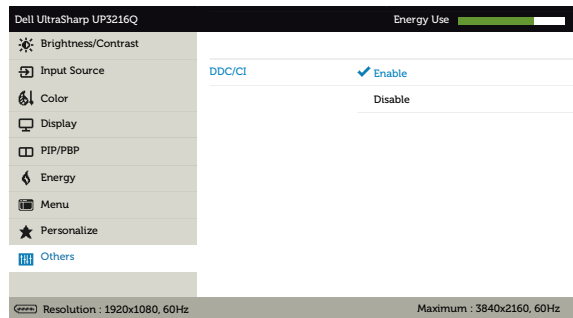 Dell UltraSharp UP3216Q Energy Use
Brightness/Contrast
Input Source
DDC/CI Enable
Color
Disable
Display
PIP/PBP
Energy
Menu
Personalize
Others
Resolution : 1920x1080, 60Hz Maximum : 3840x2160, 60Hz